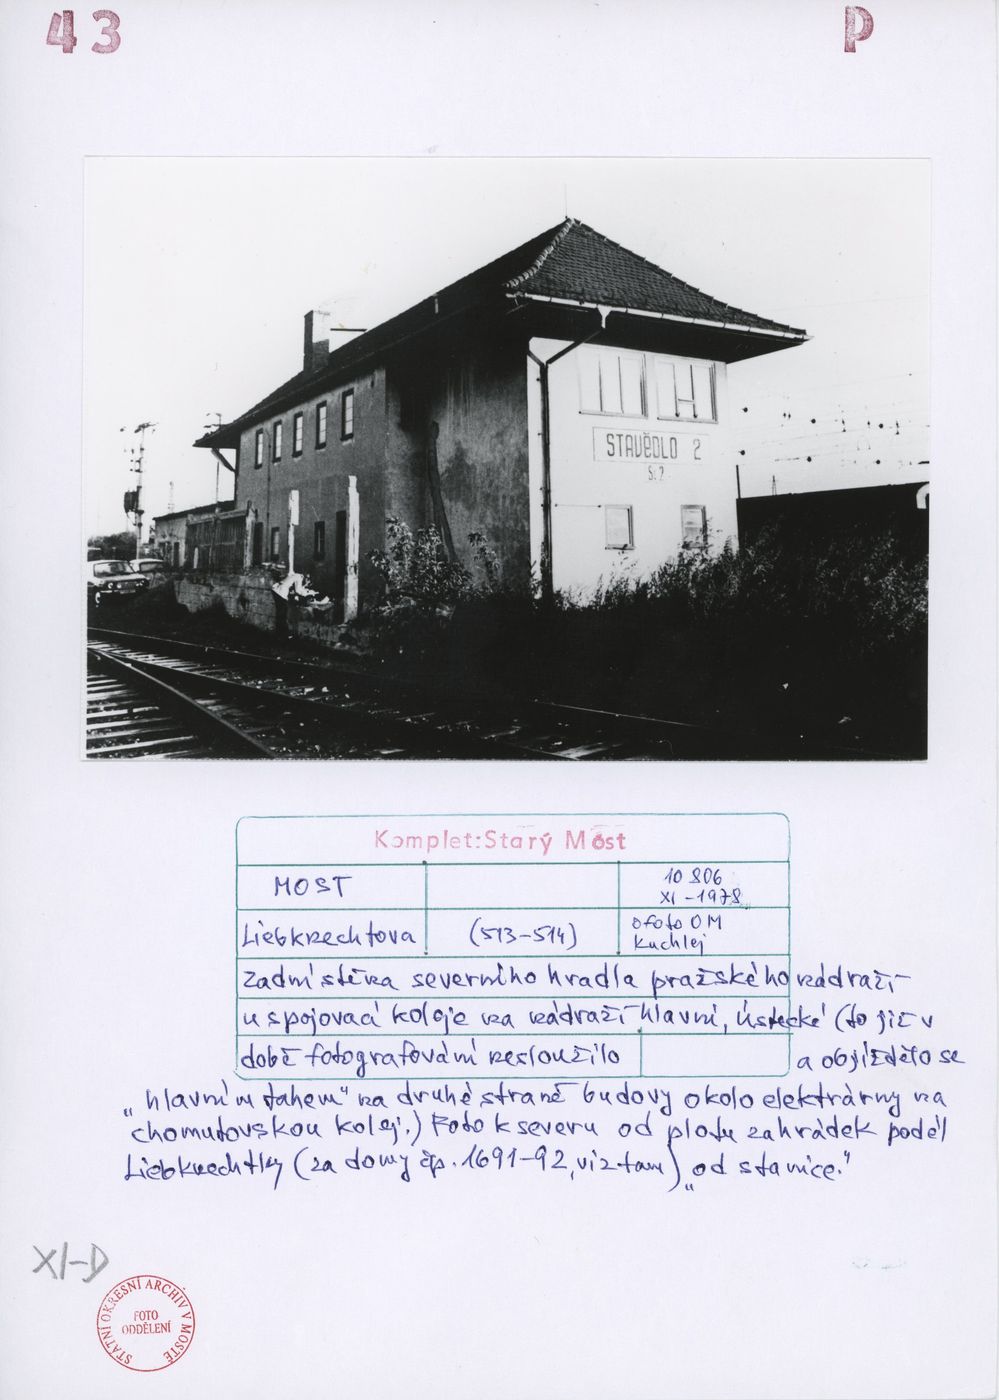 43 P
STAVĚDLO 2
St.2
Komplet:Starý Most
MOST 10 806
XI - 1978
Liebknechtova (513-514) ofoto OM
Kuchlej
zadní stěna severního hradla pražského nádraží
u spojovací koleje na nádraží hlavní, Ústecké (to již v
době fotografování nesloužilo a objíždělo se
„hlavním tahem" na druhé straně budovy okolo elektrárny na
chomutovskou kolej.) Foto k severu od plotu zahrádek podél
Liebknechtky (za domy čp. 1691-92, viz tam) „od stanice."
XI-D
STÁTNÍ OKRESNÍ ARCHIV V MOSTĚ
FOTO
ODDĚLENÍ